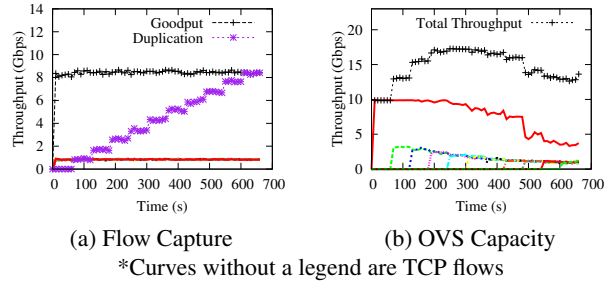 14
12
10
8
6
4
2
0
Throughput (Gbps)
Goodput
Duplication
0 100 200 300 400 500 600 700
Time (s)
(a) Flow Capture
20
15
10
5
0
Throughput (Gbps)
Total Throughput
0 100 200 300 400 500 600 700
Time (s)
(b) OVS Capacity
*Curves without a legend are TCP flows